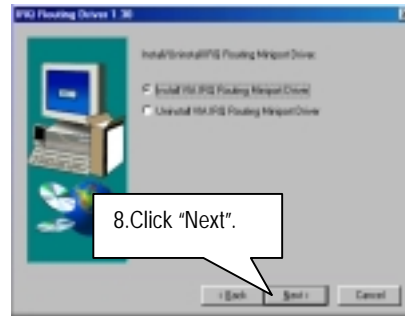 IRQ Routing Driver 1.30
Install/Uninstall IRQ Routing Miniport Driver.
Install VIA IRQ Routing Miniport Driver
Uninstall VIA IRQ Routing Miniport Driver
8.Click “Next”.
< Back Next > Cancel